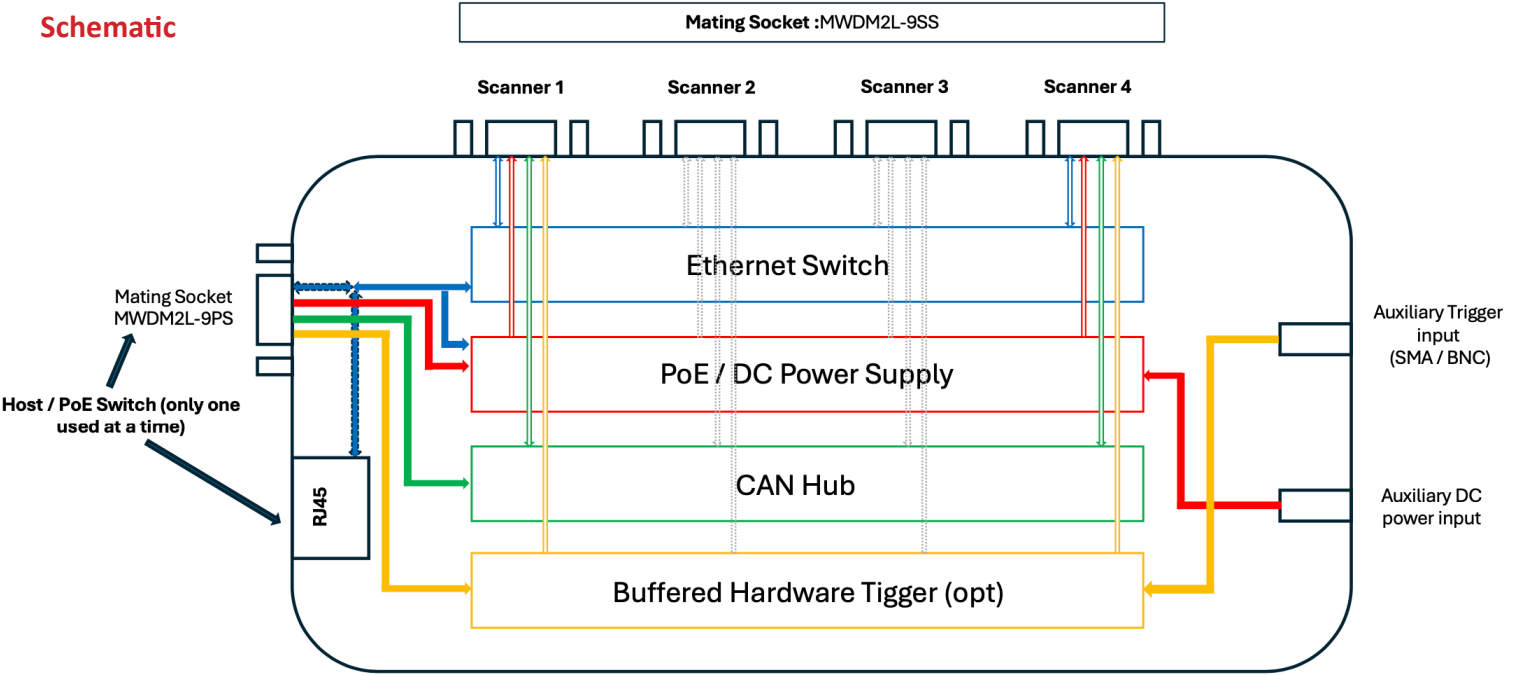 Schematic
Mating Socket :MWDM2L-9SS
Scanner 1
Scanner 2
Scanner 3
Scanner 4
Ethernet Switch
Mating Socket
MWDM2L-9PS
Auxiliary Trigger
input
(SMA / BNC)
PoE / DC Power Supply
Host / PoE Switch (only one
used at a time)
CAN Hub
RJ45
Auxiliary DC
power input
Buffered Hardware Tigger (opt)